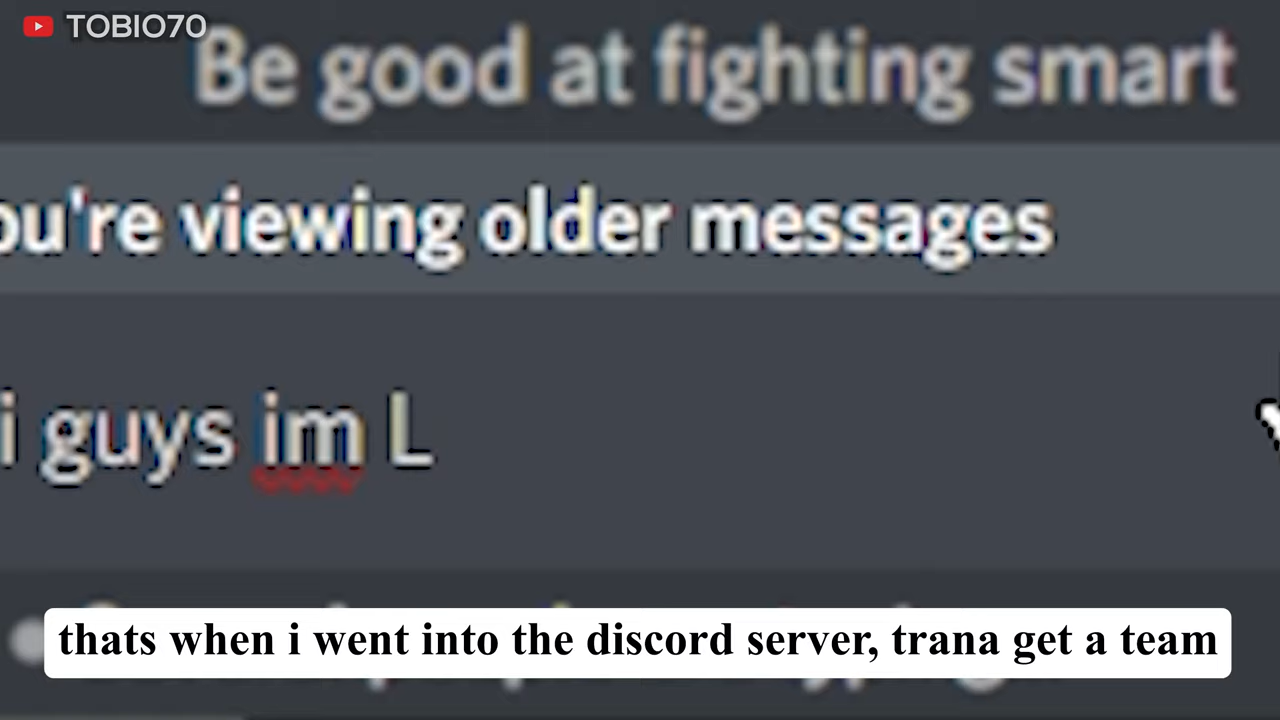 TOBIO70
Be good at fighting smart
ou're viewing older messages
i guys im L
thats when i went into the discord server, trana get a team